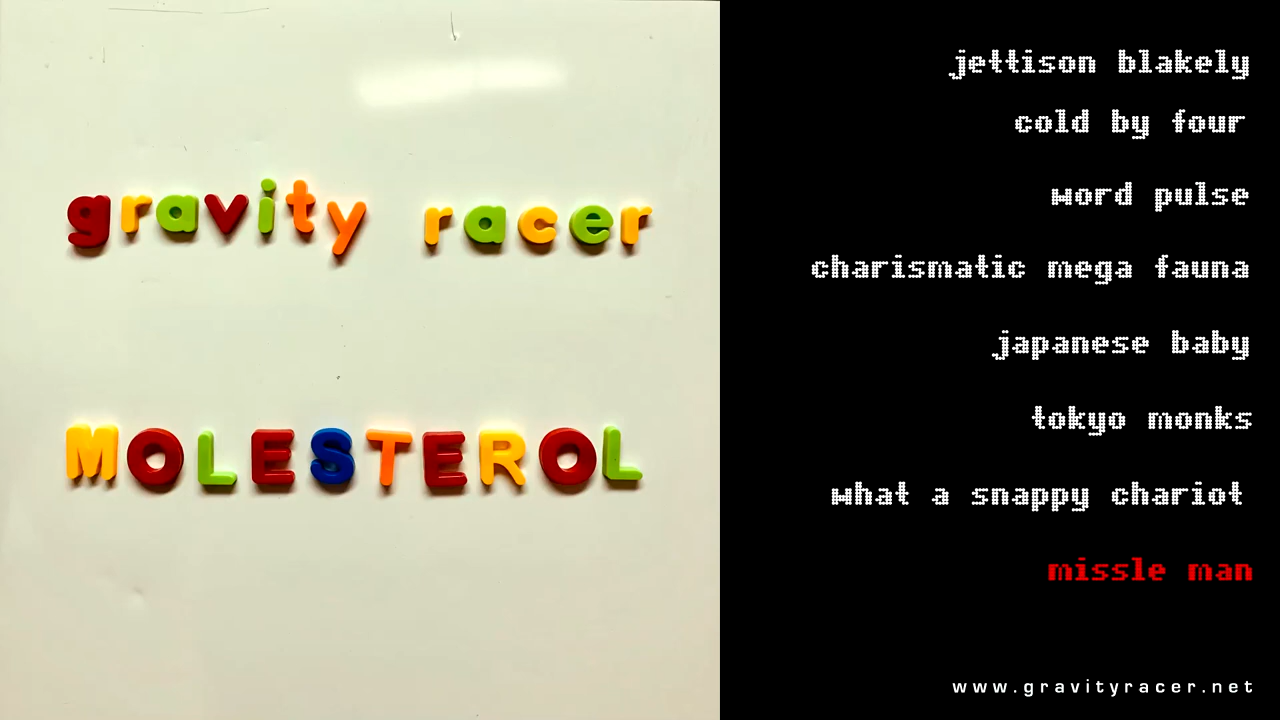 gravity racer
MOLESTEROL
jettison blakely
cold by four
word pulse
charismatic mega fauna
japanese baby
tokyo monks
what a snappy chariot
missle man
www.gravityracer.net